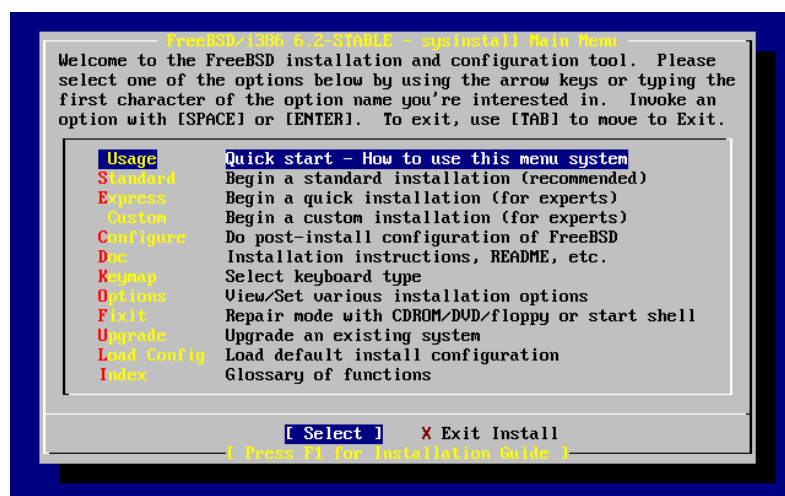 FreeBSD/i386 6.2-STABLE - sysinstall Main Menu
Welcome to the FreeBSD installation and configuration tool.  Please
select one of the options below by using the arrow keys or typing the
first character of the option name you're interested in.  Invoke an
option with [SPACE] or [ENTER].  To exit, use [TAB] to move to Exit.
Usage Quick start - How to use this menu system
Standard Begin a standard installation (recommended)
Express Begin a quick installation (for experts)
Custom Begin a custom installation (for experts)
Configure Do post-install configuration of FreeBSD
Doc Installation instructions, README, etc.
Keymap Select keyboard type
Options View/Set various installation options
Fixit Repair mode with CDROM/DVD/floppy or start shell
Upgrade Upgrade an existing system
Load Config Load default install configuration
Index Glossary of functions
[ Select ] X Exit Install
[ Press F1 for Installation Guide ]